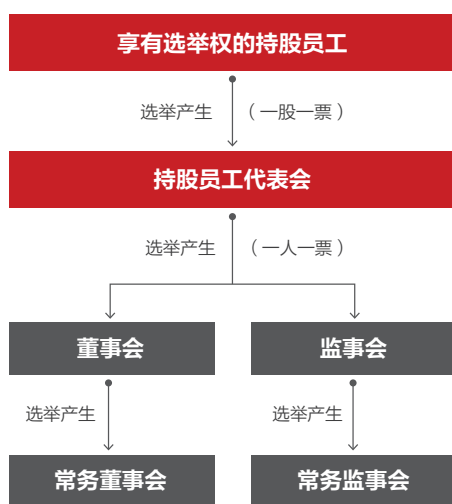 享有选举权的持股员工
选举产生 （一股一票）
持股员工代表会
选举产生 （一人一票）
董事会 监事会
选举产生 选举产生
常务董事会 常务监事会